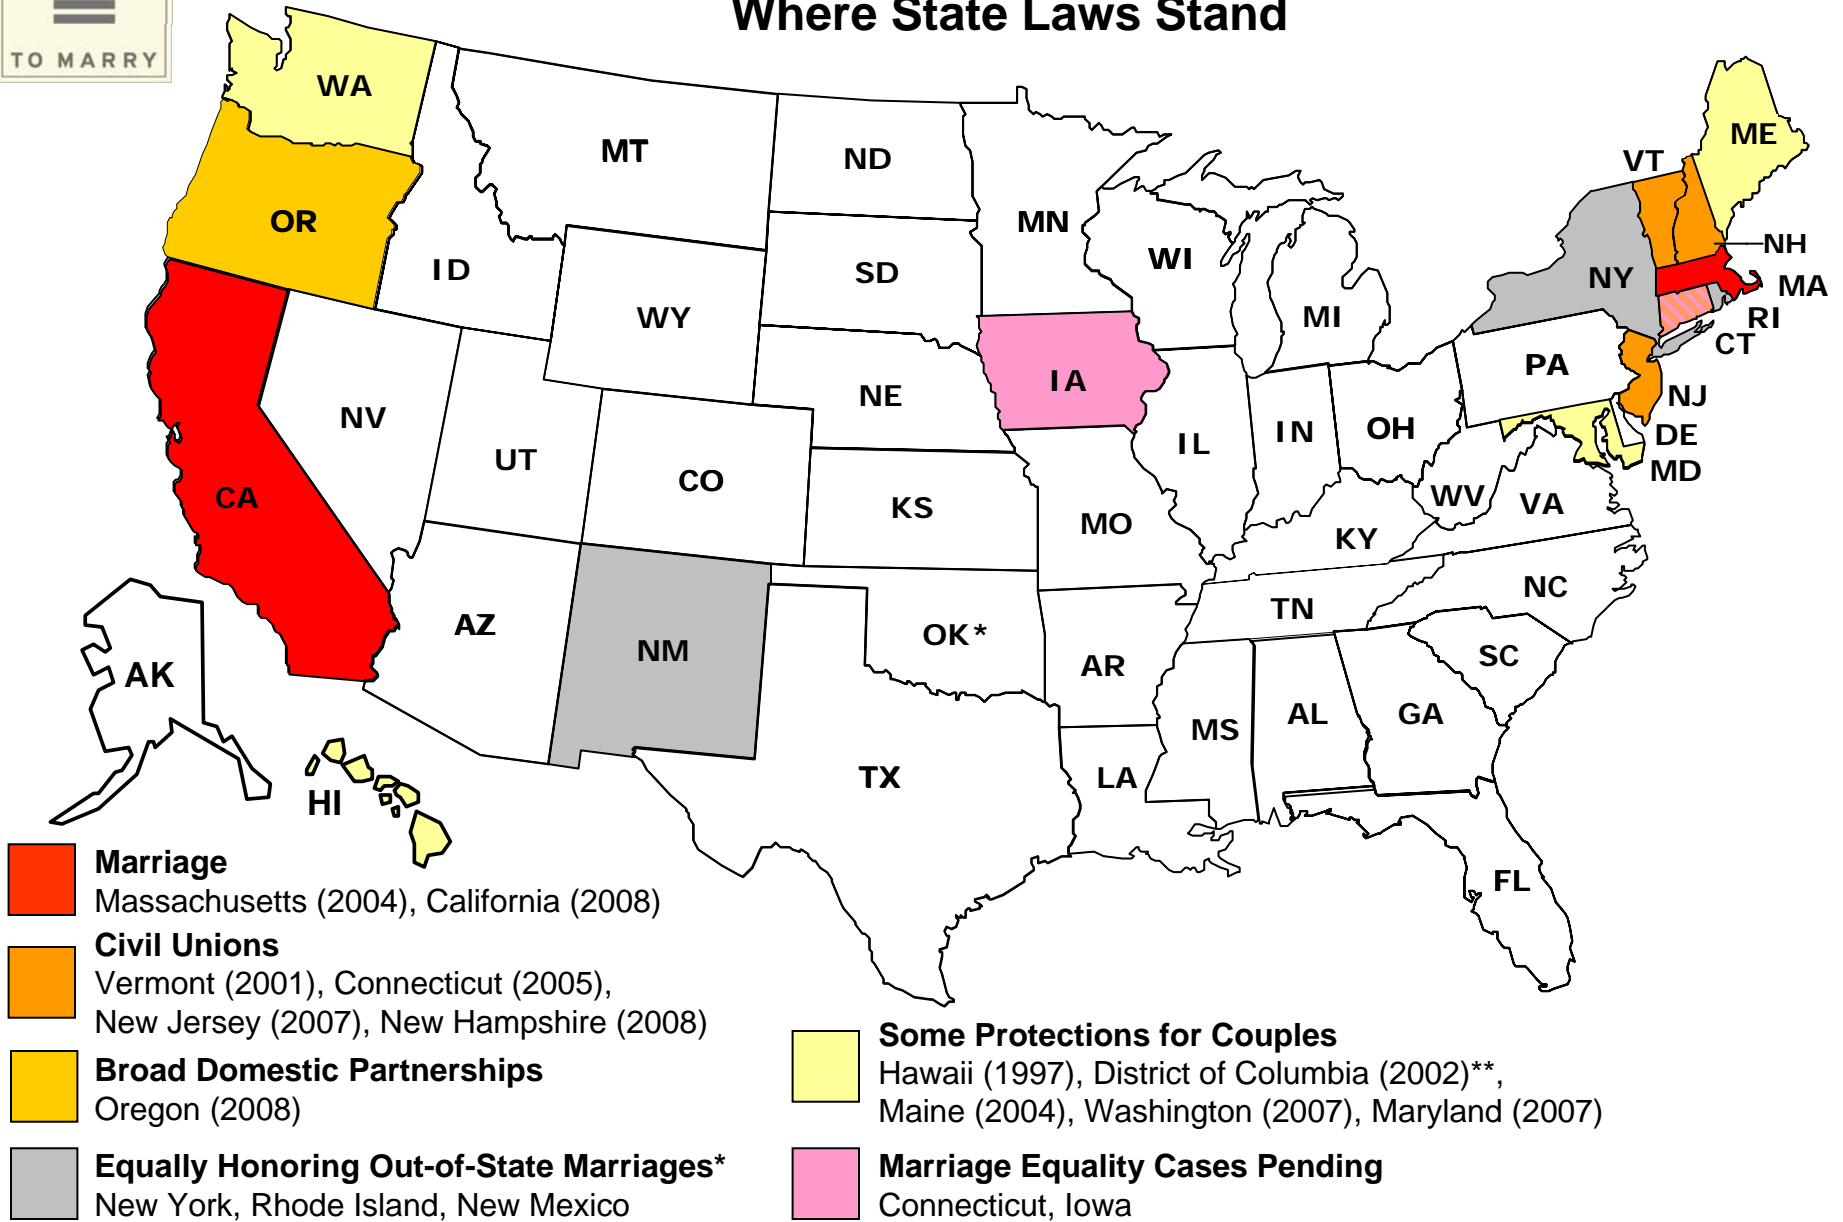 Where State Laws Stand
TO MARRY
WA
MT
ND
MN
ME
VT
OR
ID
SD
WI
NH
NY
MA
WY
MI
RI
CT
PA
IA
NE
NJ
NV
UT
CO
IL
IN
OH
DE
MD
CA
KS
MO
WV
VA
KY
AZ
NM
OK*
TN
NC
AR
SC
AK
MS
AL
GA
HI
TX
LA
FL
Marriage
Massachusetts (2004), California (2008)
Civil Unions
Vermont (2001), Connecticut (2005),
New Jersey (2007), New Hampshire (2008)
Broad Domestic Partnerships
Oregon (2008)
Equally Honoring Out-of-State Marriages*
New York, Rhode Island, New Mexico
Some Protections for Couples
Hawaii (1997), District of Columbia (2002)**,
Maine (2004), Washington (2007), Maryland (2007)
Marriage Equality Cases Pending
Connecticut, Iowa